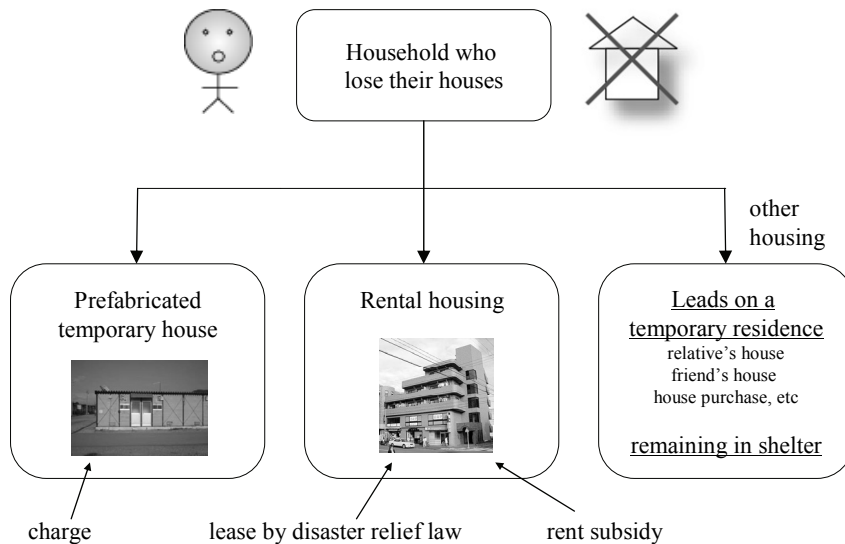 Household who
lose their houses
other
housing
Prefabricated
temporary house
Rental housing
Leads on a
temporary residence
relative's house
friend's house
house purchase, etc
remaining in shelter
charge
lease by disaster relief law
rent subsidy